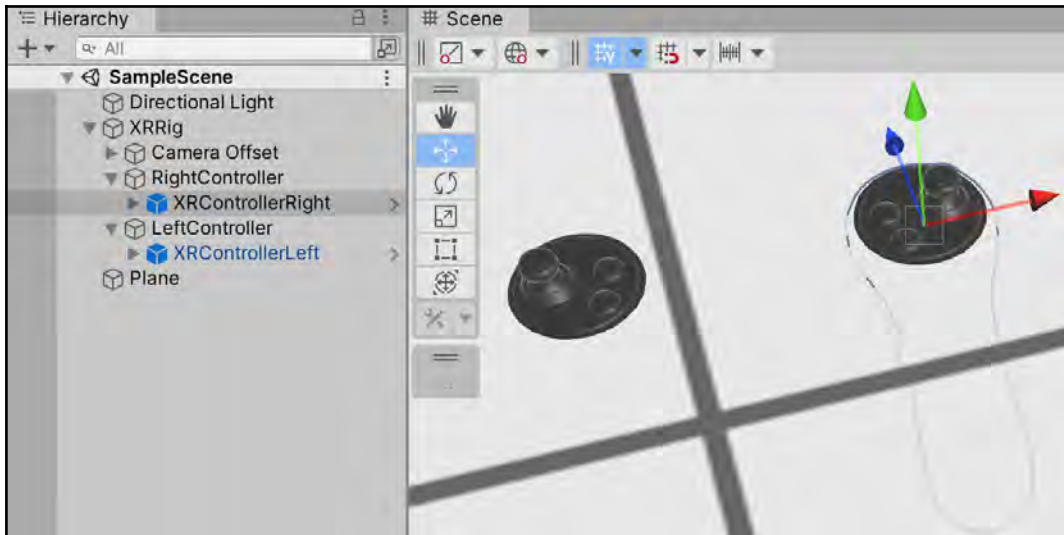 Hierarchy
All
SampleScene
Directional Light
XRRig
Camera Offset
RightController
XRControllerRight
LeftController
XRControllerLeft
Plane
Scene